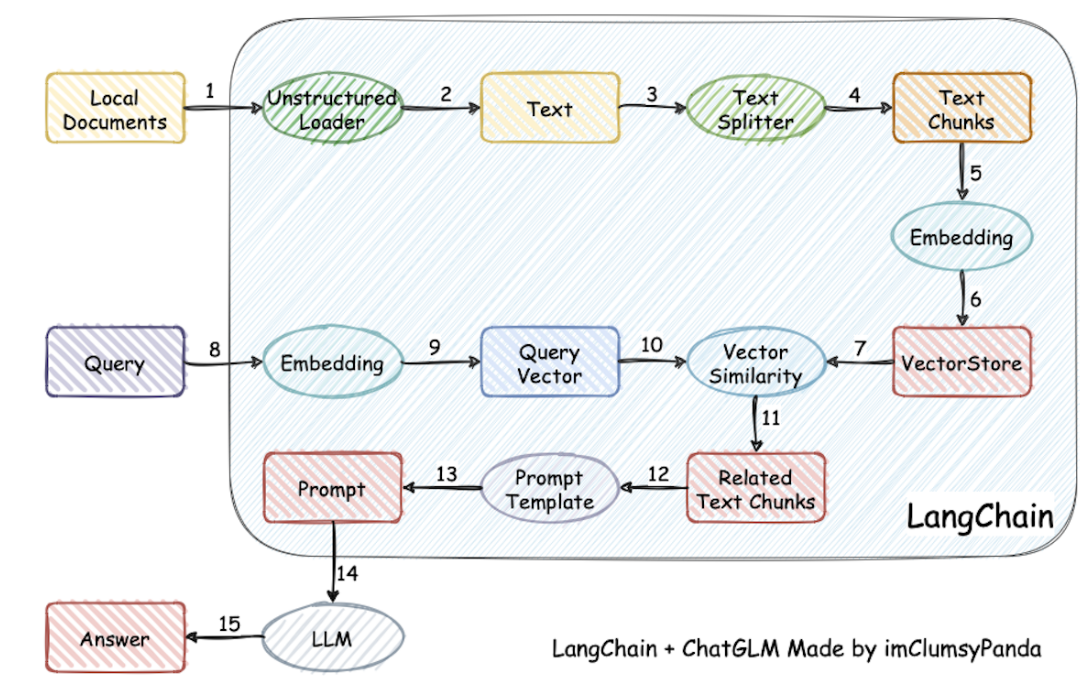 Local
Documents
1
Unstructured
Loader
2
Text
3
Text
Splitter
4
Text
Chunks
5
Embedding
6
Query
8
Embedding
9
Query
Vector
10
Vector
Similarity
7
VectorStore
11
Prompt
13
Prompt
Template
12
Related
Text Chunks
LangChain
14
Answer
15
LLM
LangChain + ChatGLM Made by imClumsyPanda